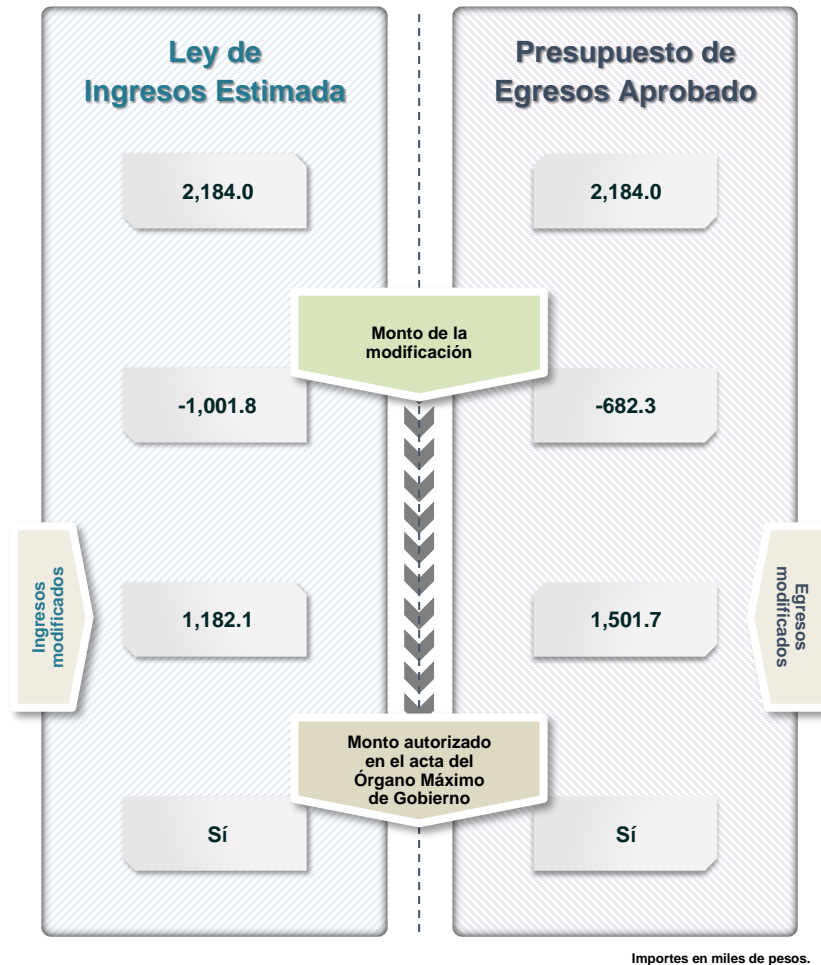 Ley de
Ingresos Estimada
Presupuesto de
Egresos Aprobado
2,184.0
2,184.0
Monto de la
modificación
-1,001.8
-682.3
Ingresos
modificados
1,182.1
1,501.7
Egresos
modificados
Monto autorizado
en el acta del
Órgano Máximo
de Gobierno
Sí
Sí
Importes en miles de pesos.